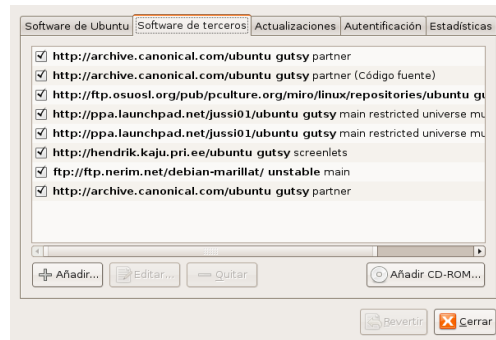 Software de Ubuntu Software de terceros Actualizaciones Autentificación Estadísticas
http://archive.canonical.com/ubuntu gutsy partner
http://archive.canonical.com/ubuntu gutsy partner (Código fuente)
http://ftp.osuosl.org/pub/pculture.org/miro/linux/repositories/ubuntu gu
http://ppa.launchpad.net/jussi01/ubuntu gutsy main restricted universe mu
http://ppa.launchpad.net/jussi01/ubuntu gutsy main restricted universe mu
http://hendrik.kaju.pri.ee/ubuntu gutsy screenlets
ftp://ftp.nerim.net/debian-marillat/ unstable main
http://archive.canonical.com/ubuntu gutsy partner
Añadir... Editar... Quitar Añadir CD-ROM...
Revertir Cerrar